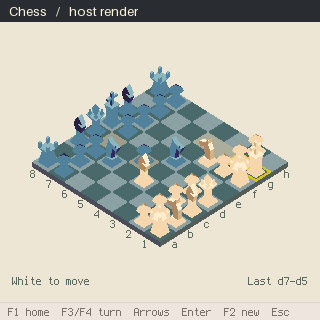 Chess / host render
8 7 6 5 4 3 2 1
a b c d e f g h
White to move Last d7-d5
F1 home F3/F4 turn Arrows Enter F2 new Esc